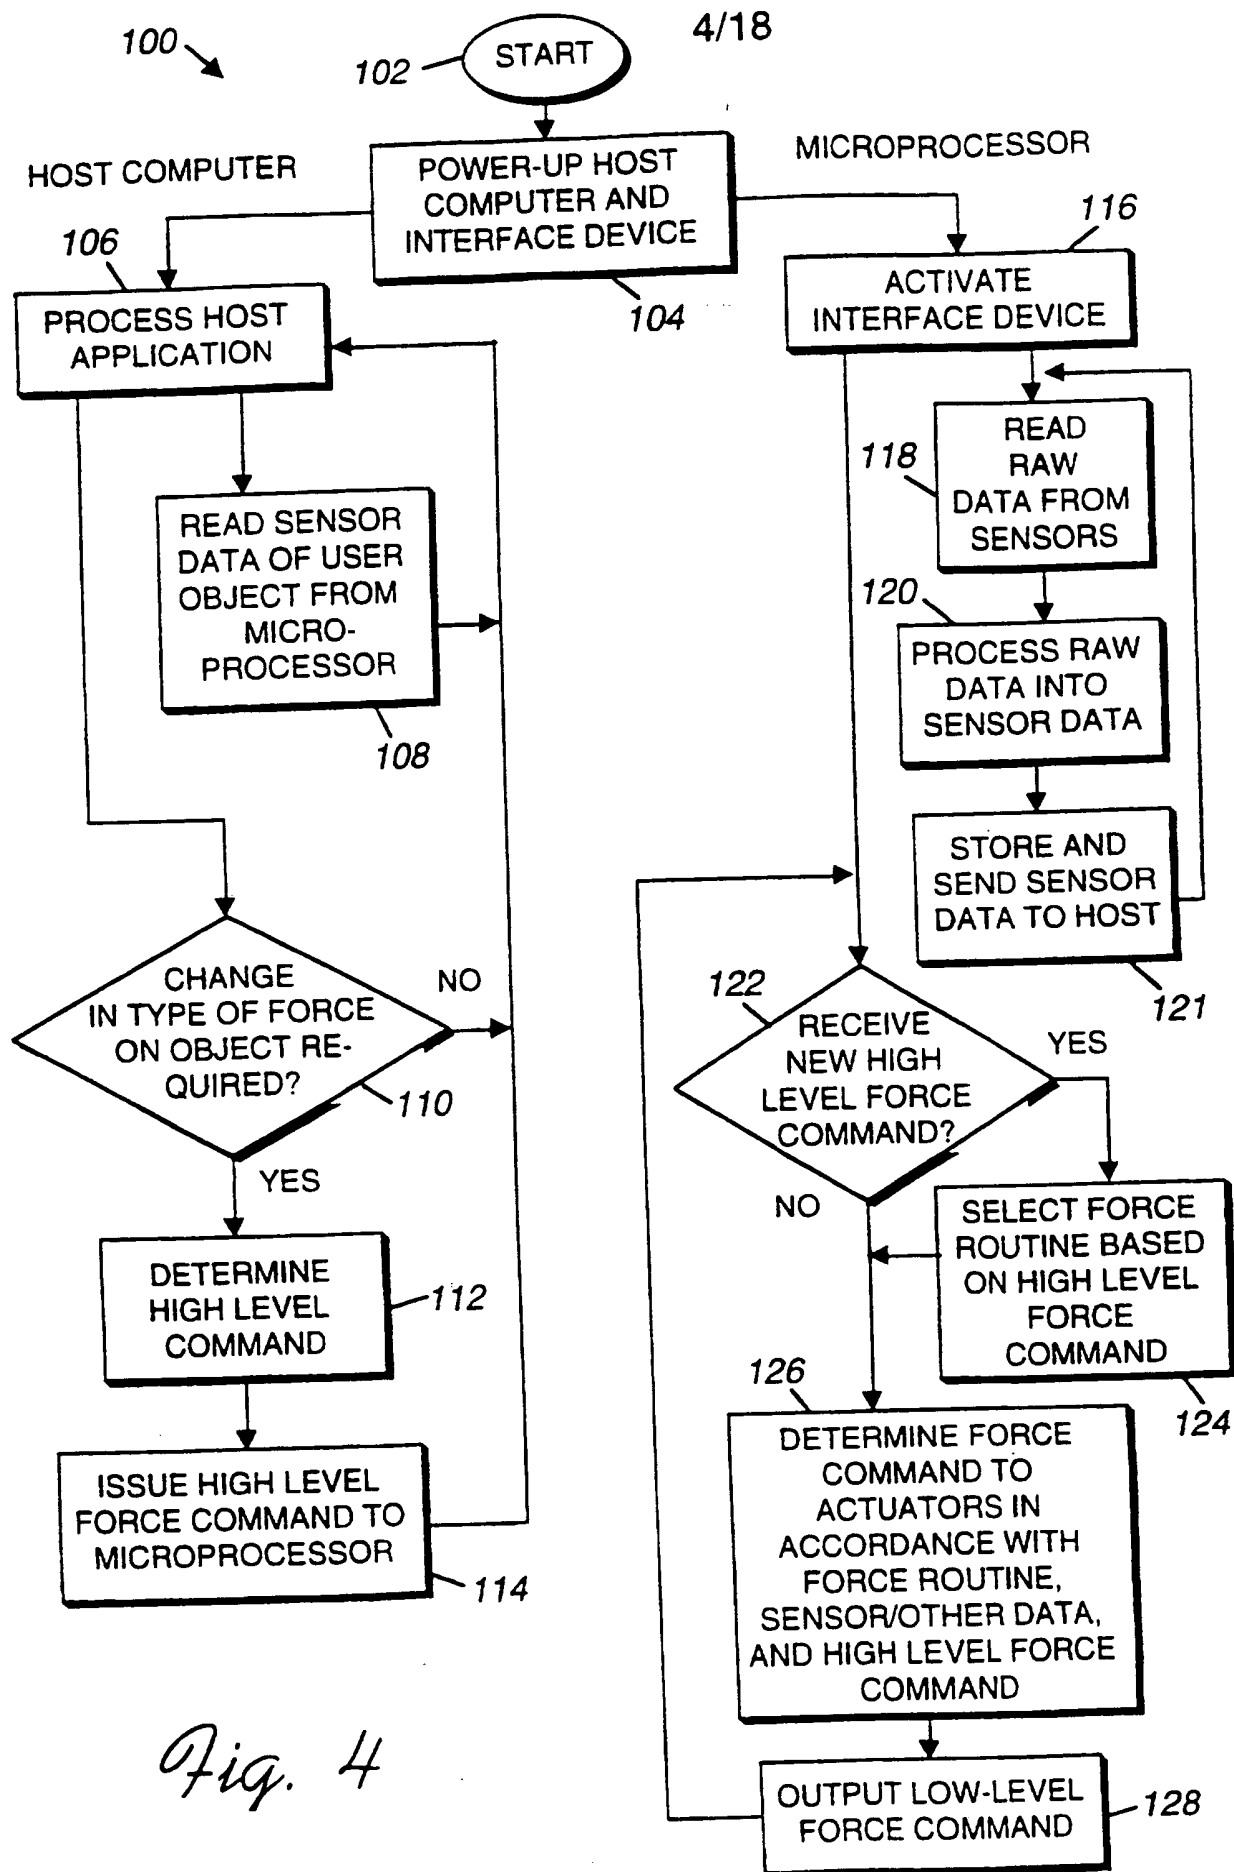 4/18
100
102
START
HOST COMPUTER
MICROPROCESSOR
POWER-UP HOST
COMPUTER AND
INTERFACE DEVICE
104
106
PROCESS HOST
APPLICATION
116
ACTIVATE
INTERFACE DEVICE
READ SENSOR
DATA OF USER
OBJECT FROM
MICRO-
PROCESSOR
108
118
READ
RAW
DATA FROM
SENSORS
120
PROCESS RAW
DATA INTO
SENSOR DATA
STORE AND
SEND SENSOR
DATA TO HOST
121
CHANGE
IN TYPE OF FORCE
ON OBJECT RE-
QUIRED?
NO
110
YES
122
RECEIVE
NEW HIGH
LEVEL FORCE
COMMAND?
YES
NO
DETERMINE
HIGH LEVEL
COMMAND
112
SELECT FORCE
ROUTINE BASED
ON HIGH LEVEL
FORCE
COMMAND
124
ISSUE HIGH LEVEL
FORCE COMMAND TO
MICROPROCESSOR
114
126
DETERMINE FORCE
COMMAND TO
ACTUATORS IN
ACCORDANCE WITH
FORCE ROUTINE,
SENSOR/OTHER DATA,
AND HIGH LEVEL FORCE
COMMAND
OUTPUT LOW-LEVEL
FORCE COMMAND
128
Fig. 4